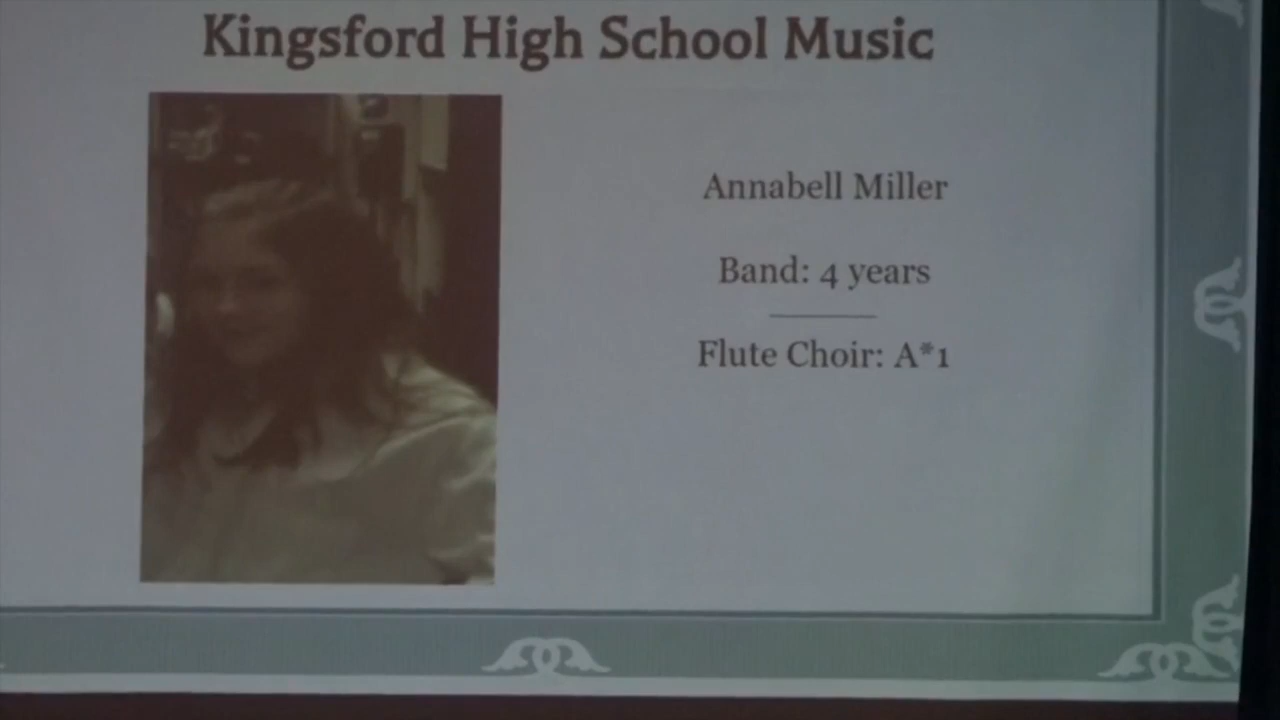 Kingsford High School Music
Annabell Miller
Band: 4 years
Flute Choir: A*1